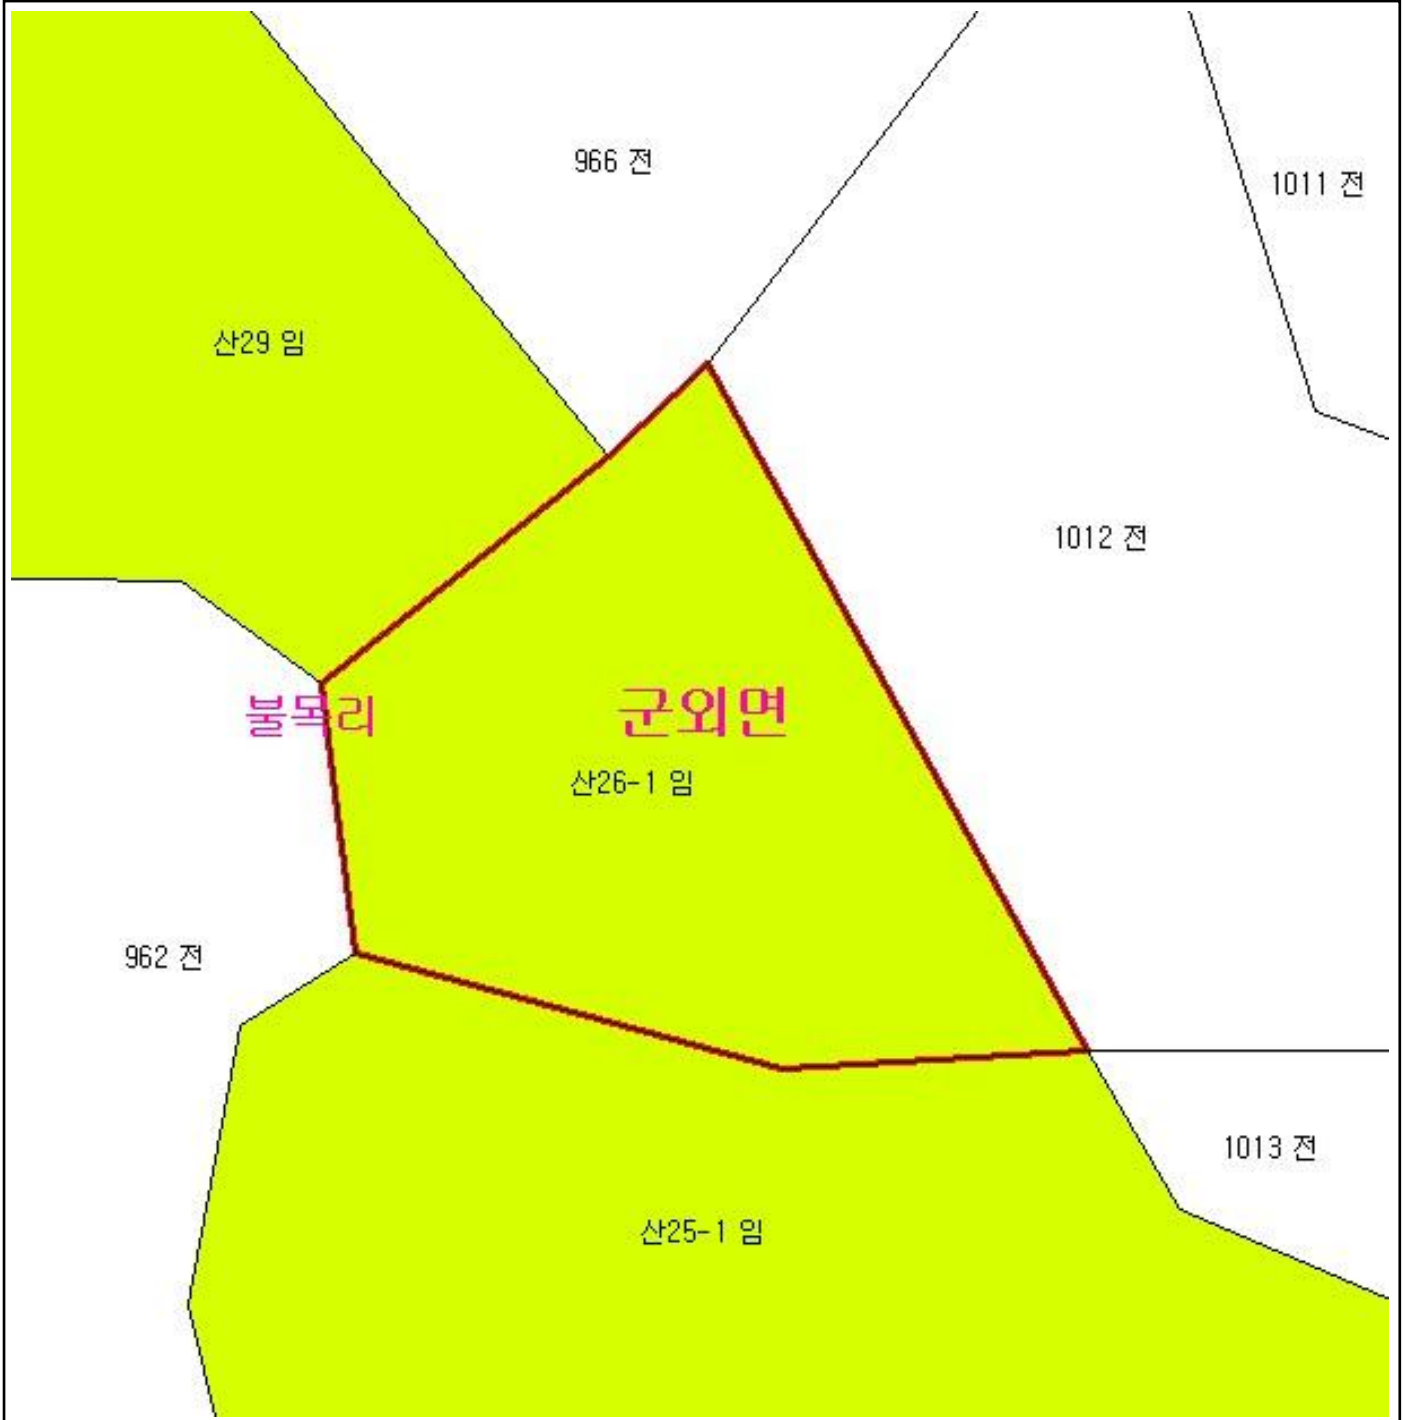 966 전
1011 전
산29 임
1012 전
불목리
군외면
산26-1 임
962 전
1013 전
산25-1 임